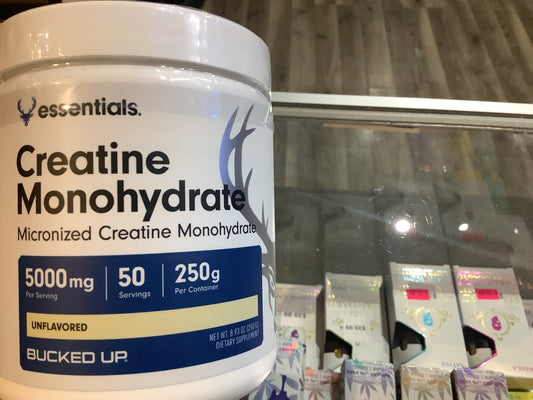 essentials.
Creatine
Monohydrate
Micronized Creatine Monohydrate
5000mg
Per Serving
50
Servings
250g
Per Container
UNFLAVORED
NET WT. 8.93 OZ (250 G)
DIETARY SUPPLEMENT
BUCKED UP